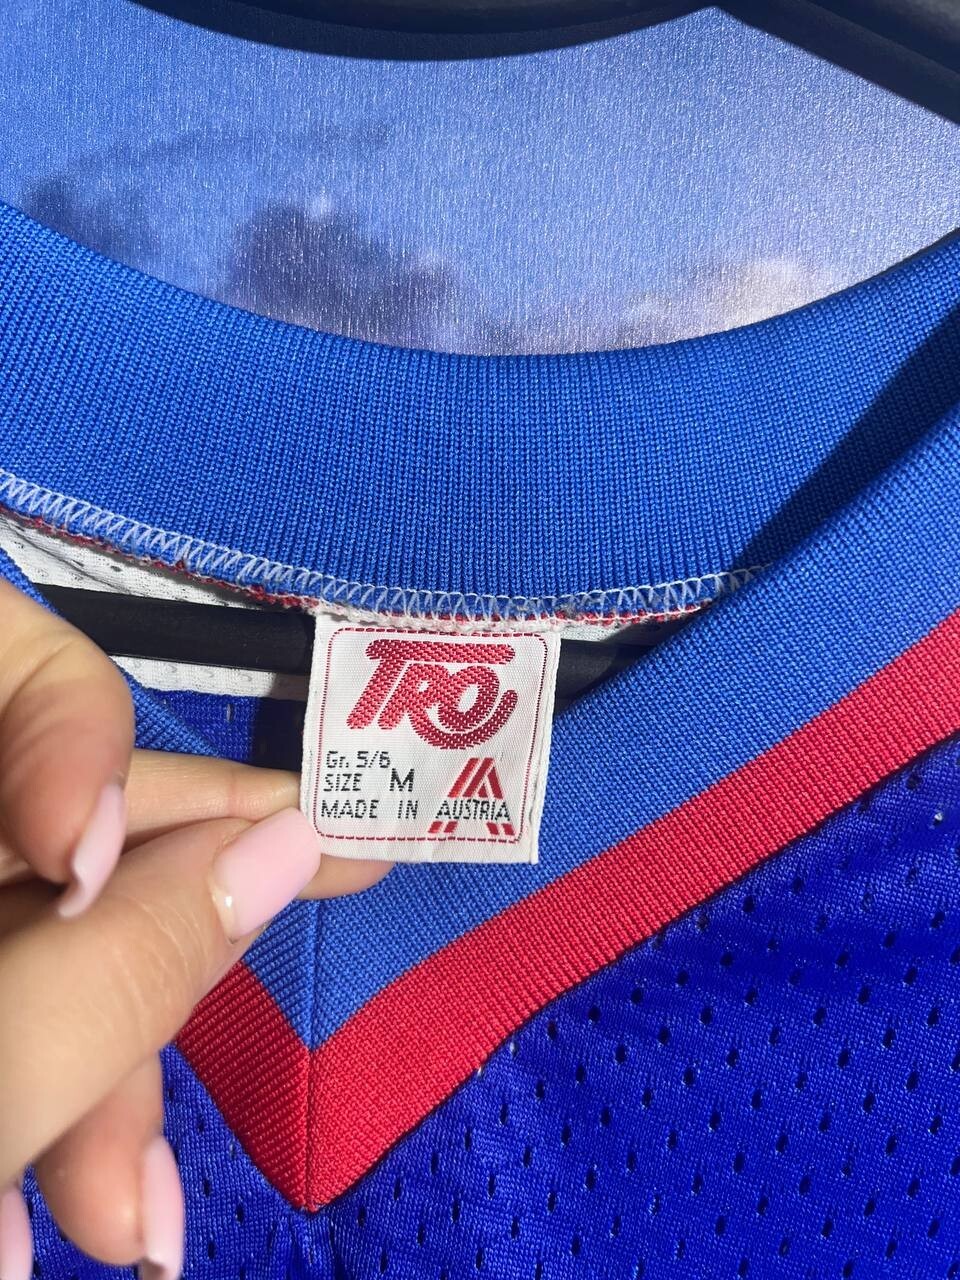 TRO
Gr. 5/6
SIZE M
MADE IN AUSTRIA